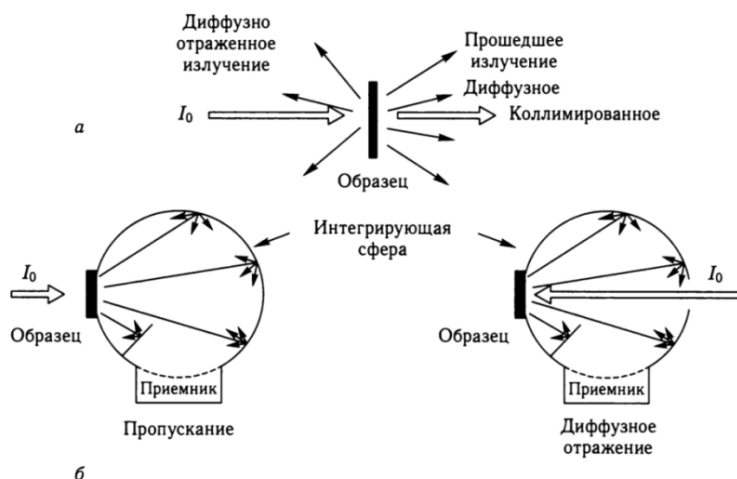 Диффузно
отраженное
излучение
Прошедшее
излучение
Диффузное
I₀
Коллимированное
а
Образец
Интегрирующая
сфера
I₀
I₀
Образец
Образец
Приемник
Приемник
Пропускание
Диффузное
отражение
б